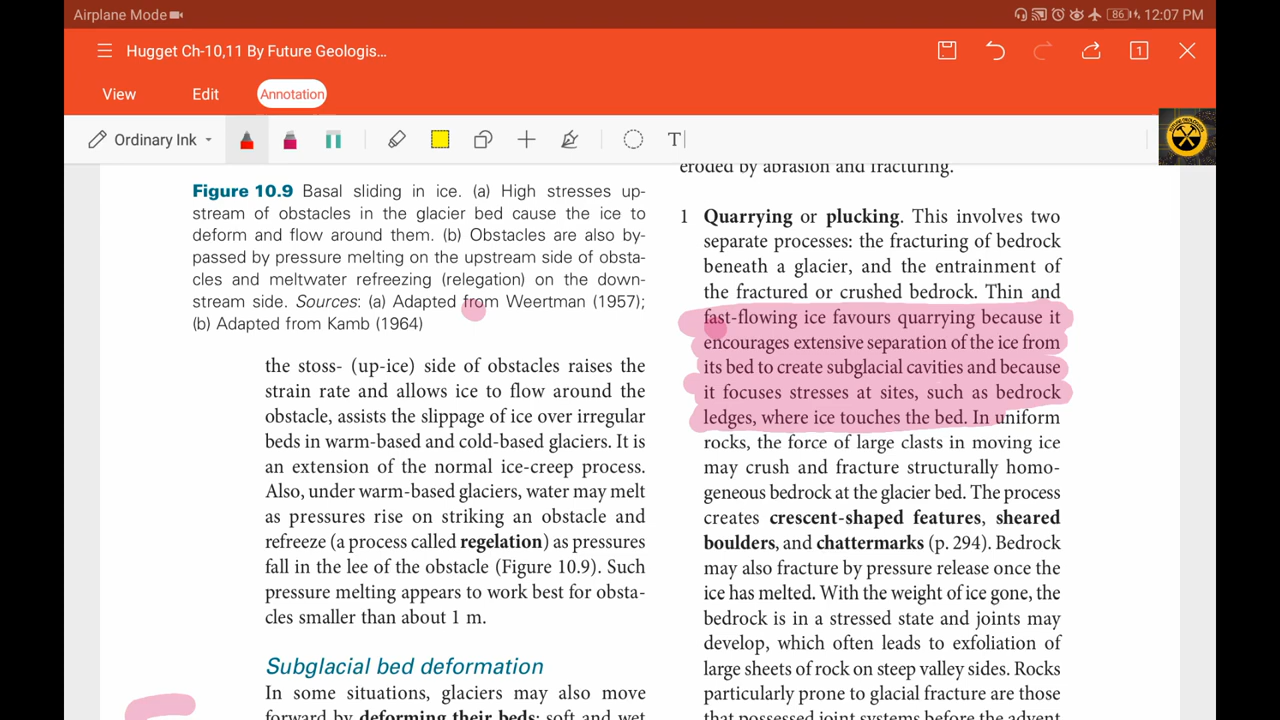 Airplane Mode
86
12:07 PM
Hugget Ch-10,11 By Future Geologis...
1
View
Edit
Annotation
Ordinary Ink
T
Figure 10.9 Basal sliding in ice. (a) High stresses up-
stream of obstacles in the glacier bed cause the ice to
deform and flow around them. (b) Obstacles are also by-
passed by pressure melting on the upstream side of obsta-
cles and meltwater refreezing (relegation) on the down-
stream side. Sources: (a) Adapted from Weertman (1957);
(b) Adapted from Kamb (1964)
the stoss- (up-ice) side of obstacles raises the
strain rate and allows ice to flow around the
obstacle, assists the slippage of ice over irregular
beds in warm-based and cold-based glaciers. It is
an extension of the normal ice-creep process.
Also, under warm-based glaciers, water may melt
as pressures rise on striking an obstacle and
refreeze (a process called regelation) as pressures
fall in the lee of the obstacle (Figure 10.9). Such
pressure melting appears to work best for obsta-
cles smaller than about 1 m.
Subglacial bed deformation
In some situations, glaciers may also move
forward by deforming their beds: soft and wet
eroded by abrasion and fracturing.
1 Quarrying or plucking. This involves two
separate processes: the fracturing of bedrock
beneath a glacier, and the entrainment of
the fractured or crushed bedrock. Thin and
fast-flowing ice favours quarrying because it
encourages extensive separation of the ice from
its bed to create subglacial cavities and because
it focuses stresses at sites, such as bedrock
ledges, where ice touches the bed. In uniform
rocks, the force of large clasts in moving ice
may crush and fracture structurally homo-
geneous bedrock at the glacier bed. The process
creates crescent-shaped features, sheared
boulders, and chattermarks (p. 294). Bedrock
may also fracture by pressure release once the
ice has melted. With the weight of ice gone, the
bedrock is in a stressed state and joints may
develop, which often leads to exfoliation of
large sheets of rock on steep valley sides. Rocks
particularly prone to glacial fracture are those
that possessed joint systems before the advent